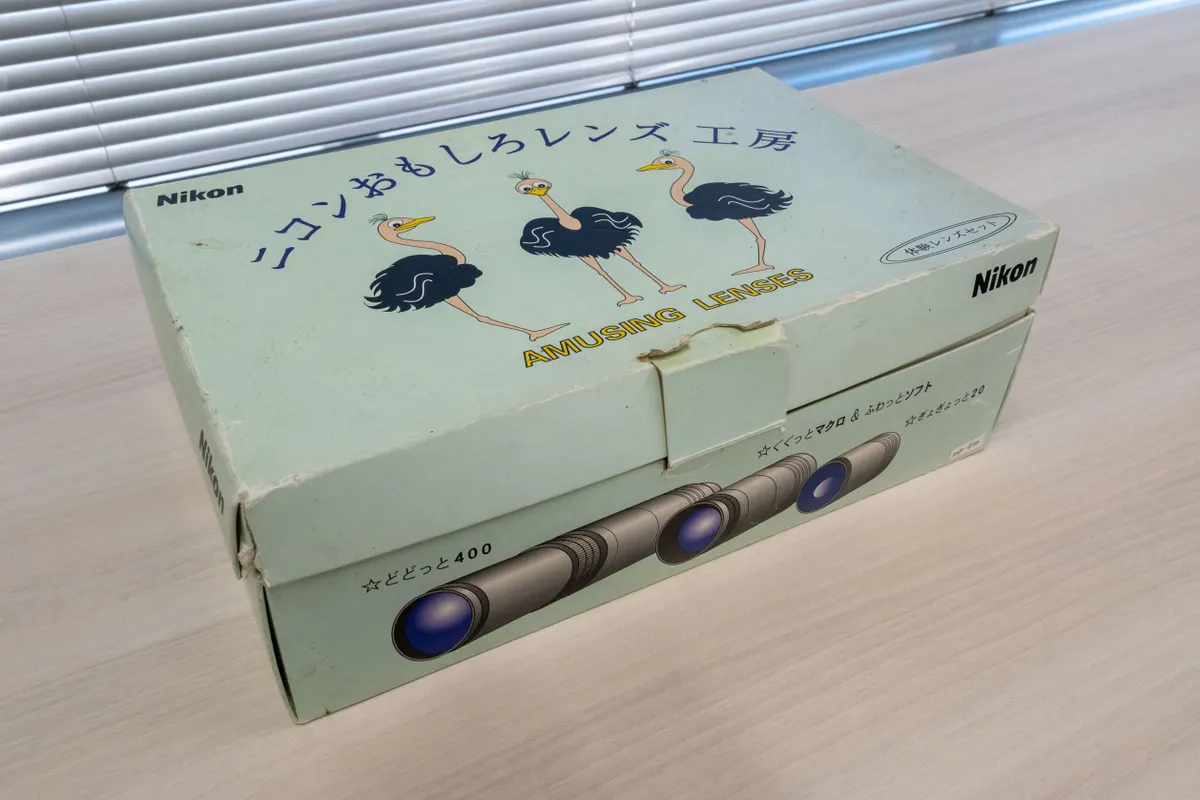 Nikon
ニコンおもしろレンズ工房
AMUSING LENSES
体験レンズセット
Nikon
Nikon
☆どどっと400
☆ぐぐっとマクロ & ふわっとソフト
☆ぎょぎょっと20